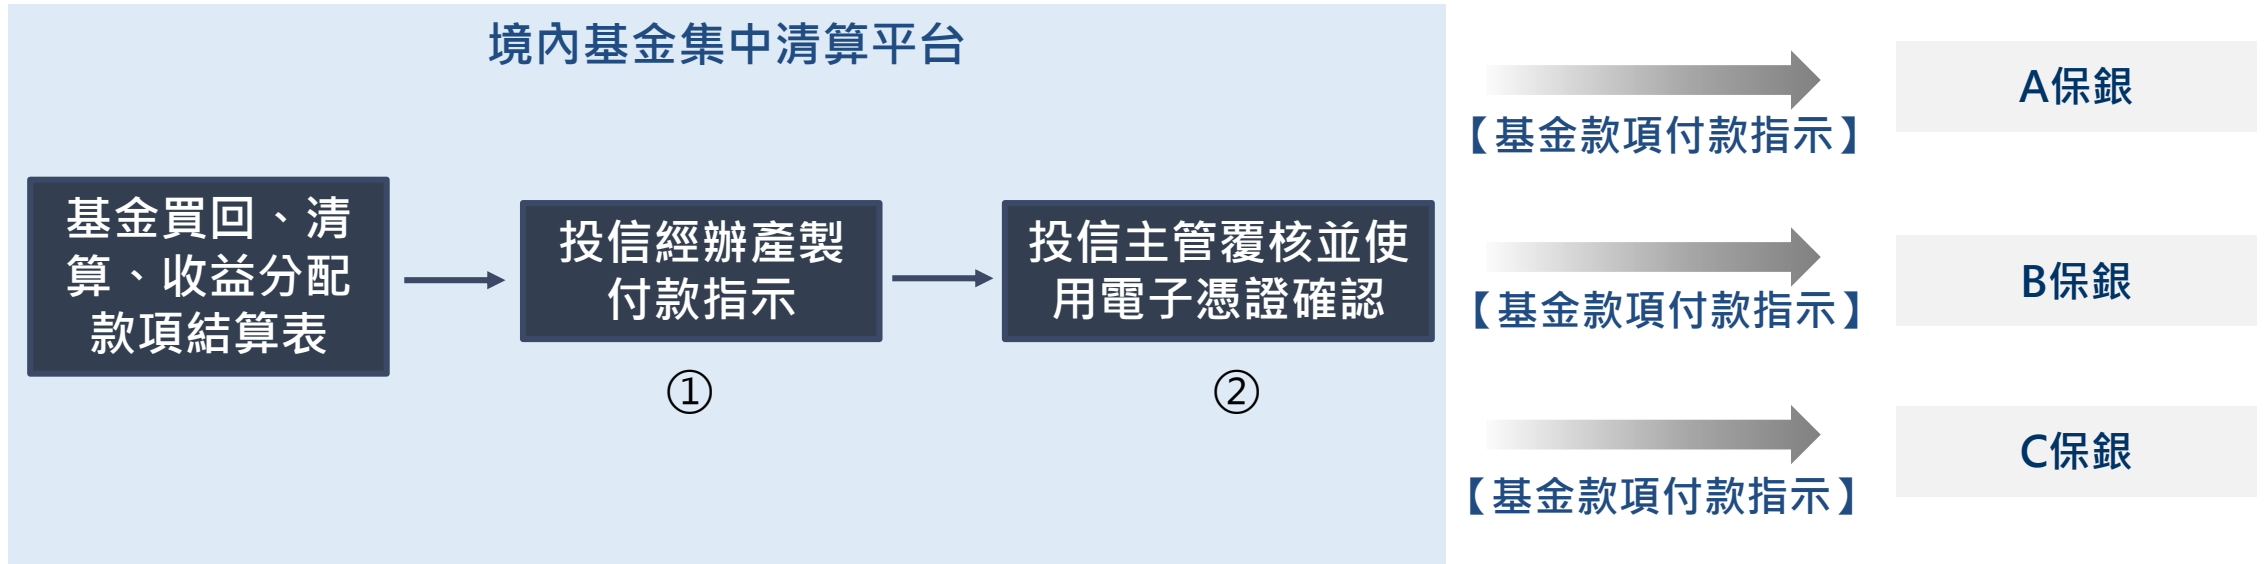 境內基金集中清算平台
基金買回、清
算、收益分配
款項結算表
投信經辦產製
付款指示
①
投信主管覆核並使
用電子憑證確認
②
【基金款項付款指示】
A保銀
【基金款項付款指示】
B保銀
【基金款項付款指示】
C保銀